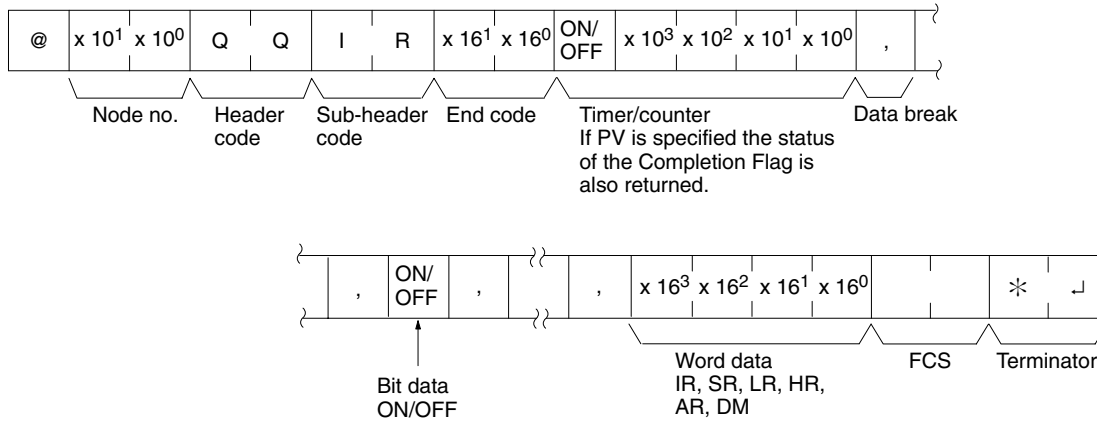 @ x 10¹ x 10⁰ Q Q I R x 16¹ x 16⁰ ON/OFF x 10³ x 10² x 10¹ x 10⁰ ,
Node no.
Header code
Sub-header code
End code
Timer/counter
If PV is specified the status
of the Completion Flag is
also returned.
Data break
, ON/OFF , , x 16³ x 16² x 16¹ x 16⁰ * ↵
Bit data
ON/OFF
Word data
IR, SR, LR, HR,
AR, DM
FCS
Terminator